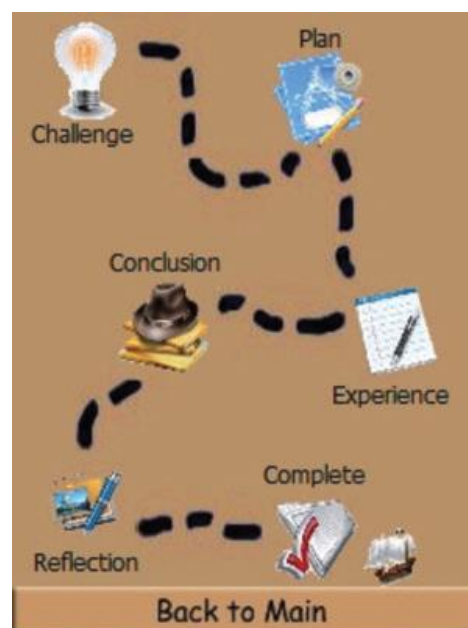 Plan
Challenge
Conclusion
Experience
Complete
Reflection
Back to Main